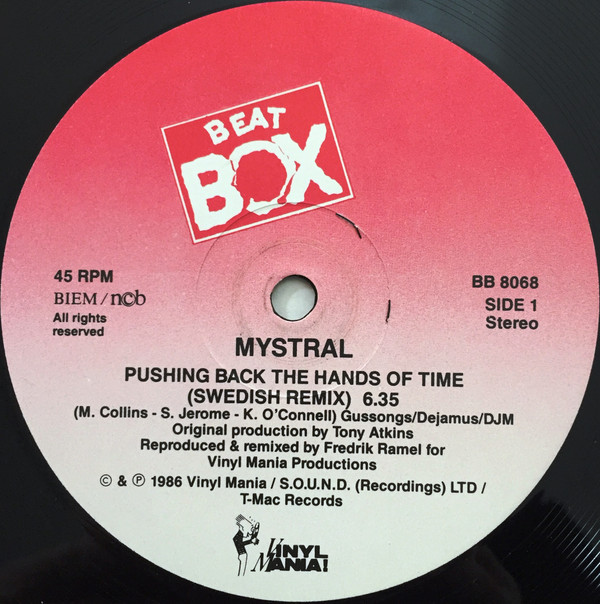 BEAT
BOX
45 RPM
BIEM / n©b
All rights
reserved
BB 8068
SIDE 1
Stereo
MYSTRAL
PUSHING BACK THE HANDS OF TIME
(SWEDISH REMIX) 6.35
(M. Collins - S. Jerome - K. O'Connell) Gussongs/Dejamus/DJM
Original production by Tony Atkins
Reproduced & remixed by Fredrik Ramel for
Vinyl Mania Productions
© & ℗ 1986 Vinyl Mania / S.O.U.N.D. (Recordings) LTD /
T-Mac Records
VINYL
MANIA!